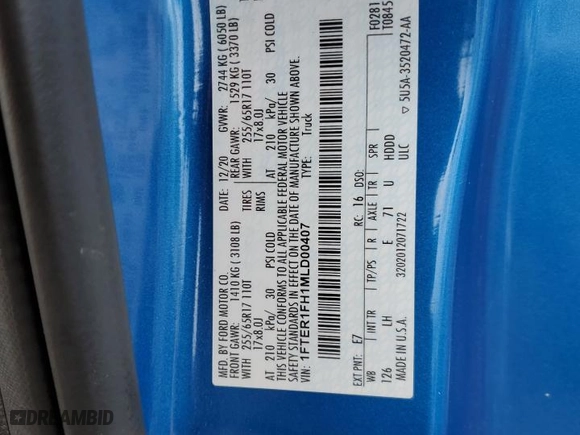 MFD. BY FORD MOTOR CO.
DATE: 12/20 GVWR: 2744 KG ( 6050 LB)
FRONT GAWR: 1410 KG ( 3108 LB) REAR GAWR: 1529 KG ( 3370 LB)
WITH 255/65R17 110T TIRES WITH 255/65R17 110T
17x8.0J RIMS 17x8.0J
AT 210 kPa/ 30 PSI COLD AT 210 kPa/ 30 PSI COLD
THIS VEHICLE CONFORMS TO ALL APPLICABLE FEDERAL MOTOR VEHICLE
SAFETY STANDARDS IN EFFECT ON THE DATE OF MANUFACTURE SHOWN ABOVE.
VIN: 1FTER1FH1MLD00407 TYPE: Truck
F0281
T0845
EXT PNT: E7 RC: 16 DSO:
WB INT TR TP/PS R AXLE TR SPR
126 LH E 71 U HDDD
ULC
MADE IN U.S.A. 3202012071722
▽ 5U5A-3520472-AA
DREAMBID